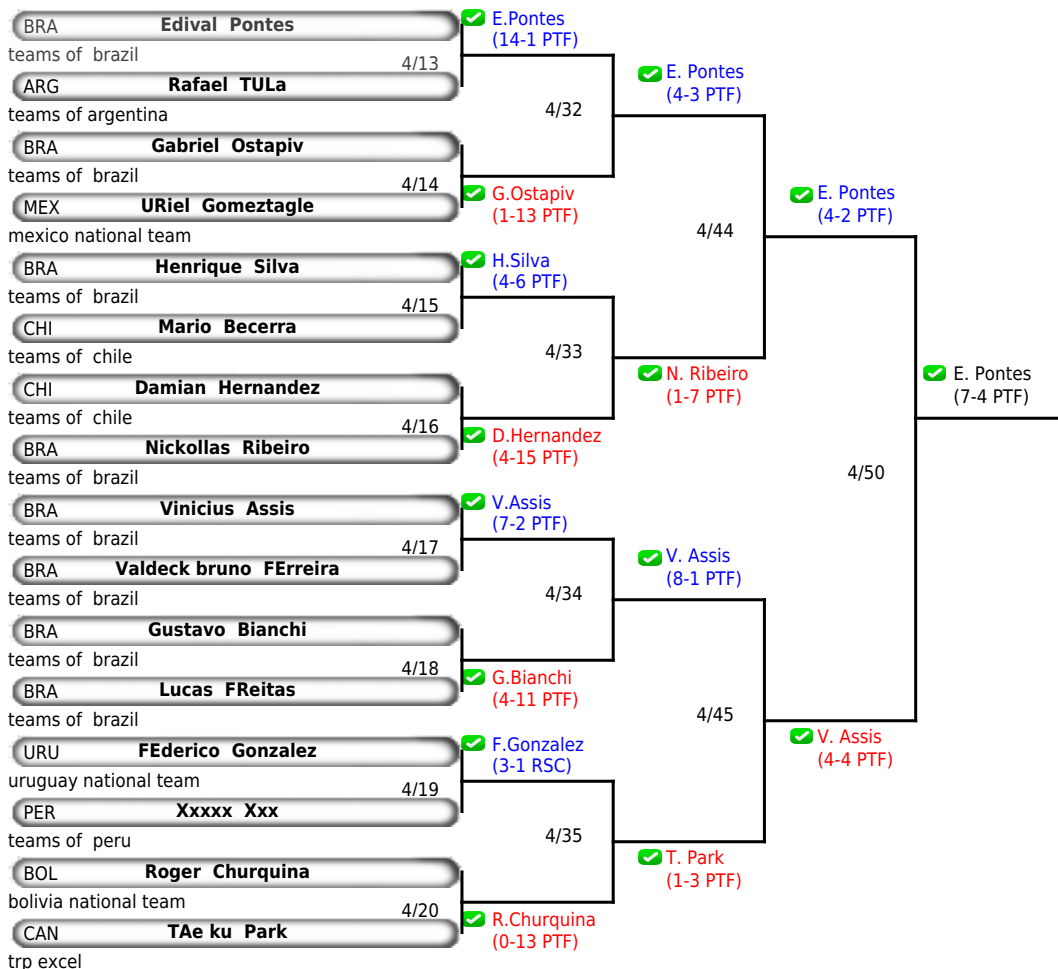 BRA Edival Pontes
teams of brazil
4/13
ARG Rafael TULa
teams of argentina
BRA Gabriel Ostapiv
teams of brazil
4/14
MEX URiel Gomeztagle
mexico national team
BRA Henrique Silva
teams of brazil
4/15
CHI Mario Becerra
teams of chile
CHI Damian Hernandez
teams of chile
4/16
BRA Nickollas Ribeiro
teams of brazil
BRA Vinicius Assis
teams of brazil
4/17
BRA Valdeck bruno FErreira
teams of brazil
BRA Gustavo Bianchi
teams of brazil
4/18
BRA Lucas FReitas
teams of brazil
URU FEderico Gonzalez
uruguay national team
4/19
PER Xxxxx Xxx
teams of peru
BOL Roger Churquina
bolivia national team
4/20
CAN TAe ku Park
trp excel
E.Pontes
(14-1 PTF)
4/32
G.Ostapiv
(1-13 PTF)
H.Silva
(4-6 PTF)
4/33
D.Hernandez
(4-15 PTF)
V.Assis
(7-2 PTF)
4/34
G.Bianchi
(4-11 PTF)
F.Gonzalez
(3-1 RSC)
4/35
R.Churquina
(0-13 PTF)
E. Pontes
(4-3 PTF)
4/44
N. Ribeiro
(1-7 PTF)
V. Assis
(8-1 PTF)
4/45
T. Park
(1-3 PTF)
E. Pontes
(4-2 PTF)
4/50
V. Assis
(4-4 PTF)
E. Pontes
(7-4 PTF)